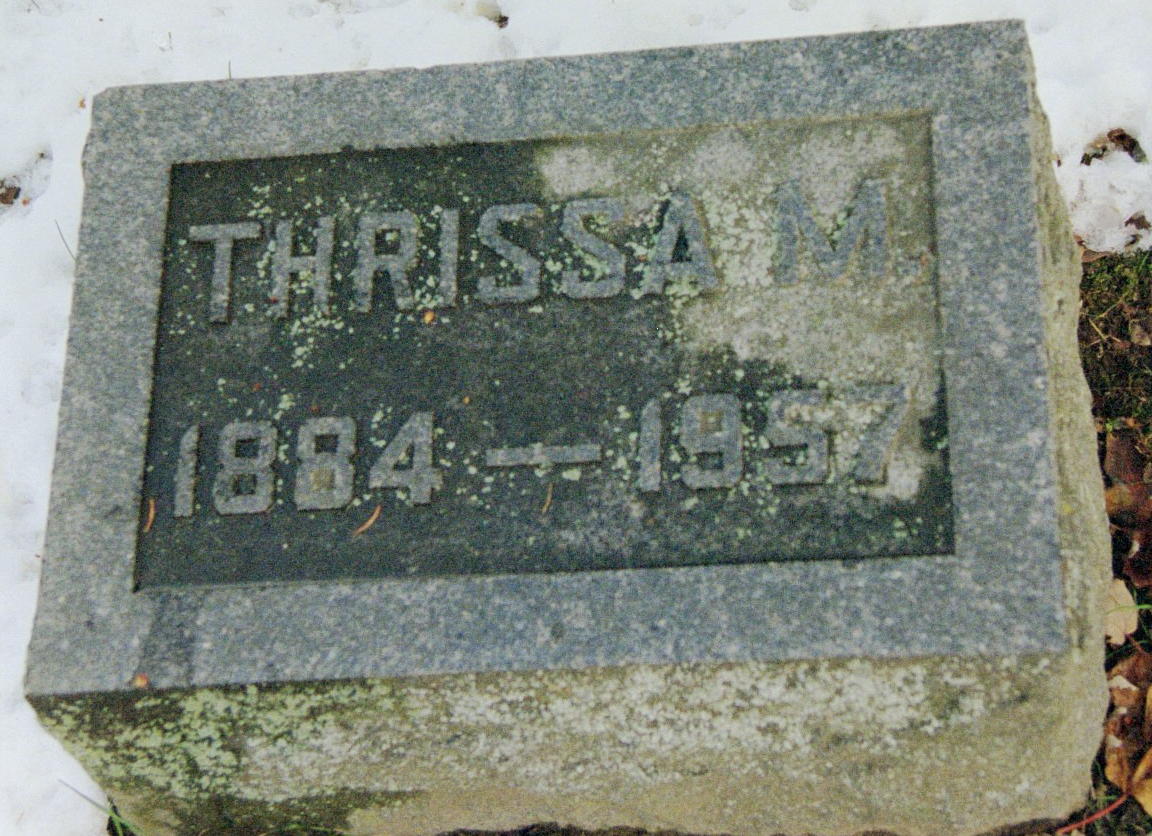 THRISSA M.
1884 — 1957